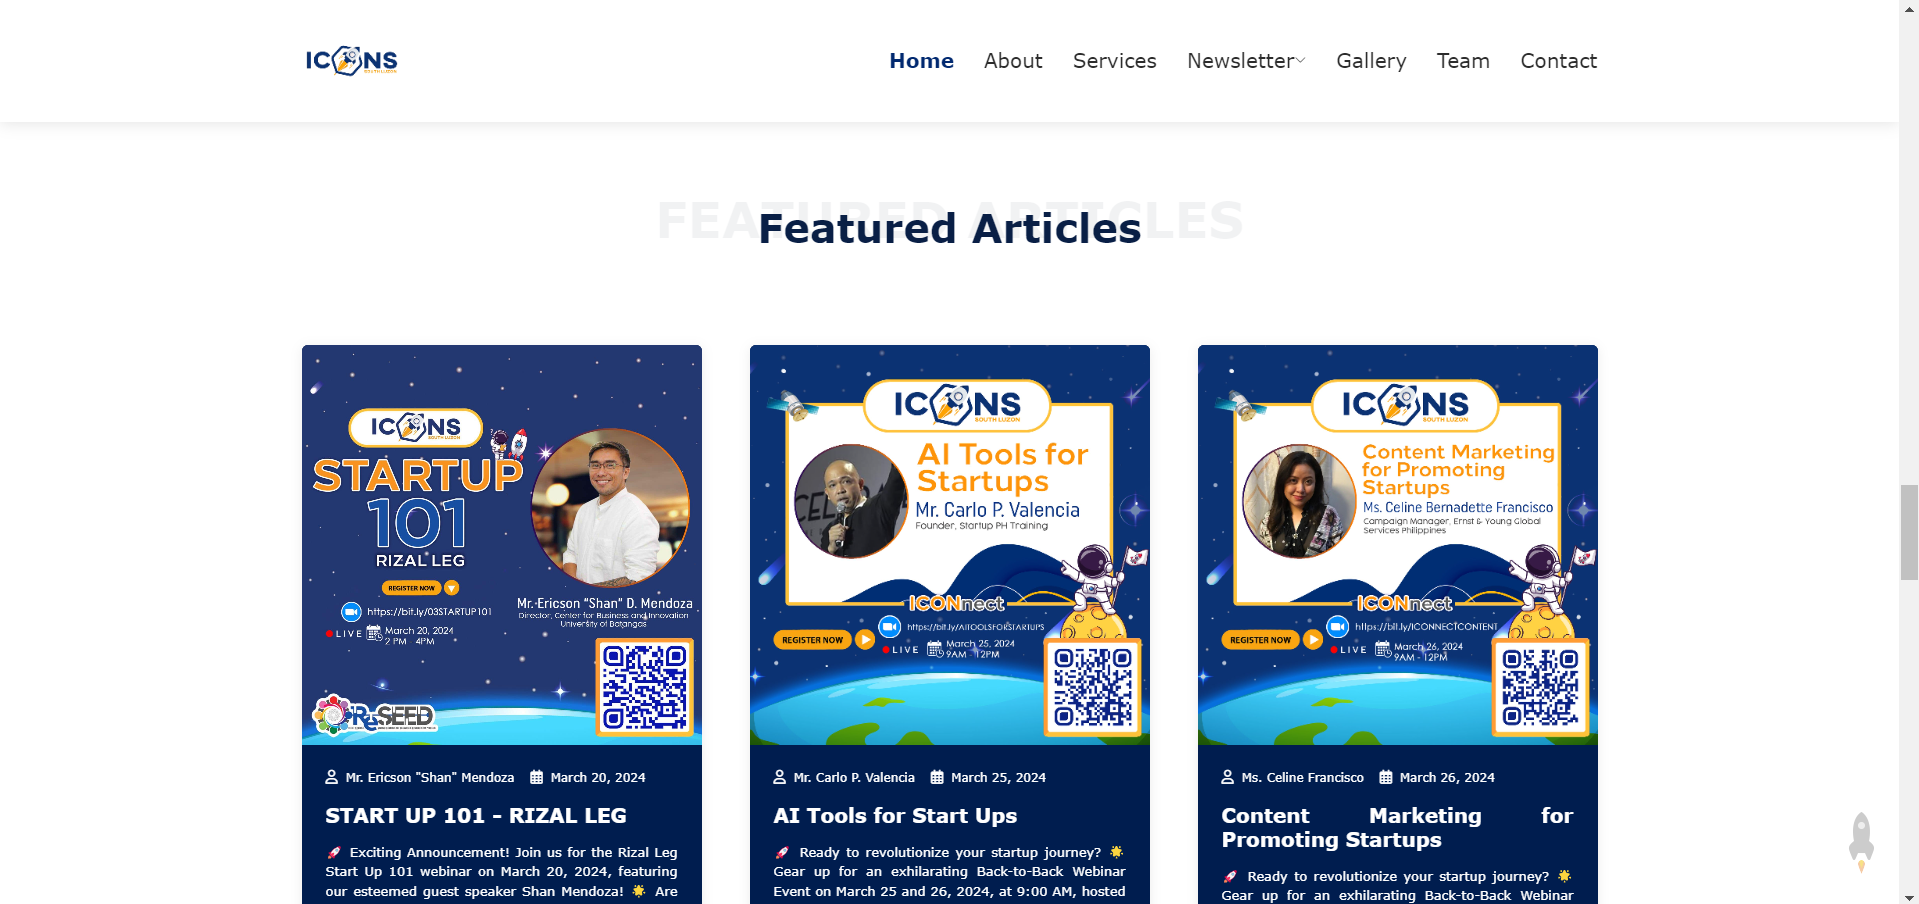 ICONS
SOUTH LUZON
Home
About
Services
Newsletter
Gallery
Team
Contact
FEATURED ARTICLES
Featured Articles
ICONS
SOUTH LUZON
STARTUP
101
RIZAL LEG
REGISTER NOW
https://bit.ly/03STARTUP101
LIVE
March 20, 2024
2 PM - 4PM
Mr. Ericson "Shan" D. Mendoza
Director, Center for Business and Innovation
University of Batangas
ReSEED
Mr. Ericson "Shan" Mendoza
March 20, 2024
START UP 101 - RIZAL LEG
🚀 Exciting Announcement! Join us for the Rizal Leg
Start Up 101 webinar on March 20, 2024, featuring
our esteemed guest speaker Shan Mendoza! 🌟 Are
ICONS
SOUTH LUZON
AI Tools for
Startups
Mr. Carlo P. Valencia
Founder, Startup PH Training
ICONnect
REGISTER NOW
https://bit.ly/AITOOLSFORSTARTUPS
LIVE
March 25, 2024
9AM - 12PM
Mr. Carlo P. Valencia
March 25, 2024
AI Tools for Start Ups
🚀 Ready to revolutionize your startup journey? 🌟
Gear up for an exhilarating Back-to-Back Webinar
Event on March 25 and 26, 2024, at 9:00 AM, hosted
ICONS
SOUTH LUZON
Content Marketing
for Promoting
Startups
Ms. Celine Bernadette Francisco
Campaign Manager, Ernst & Young Global
Services Philippines
ICONnect
REGISTER NOW
https://bit.ly/ICONNECTCONTENT
LIVE
March 26, 2024
9AM - 12PM
Ms. Celine Francisco
March 26, 2024
Content Marketing for
Promoting Startups
🚀 Ready to revolutionize your startup journey? 🌟
Gear up for an exhilarating Back-to-Back Webinar